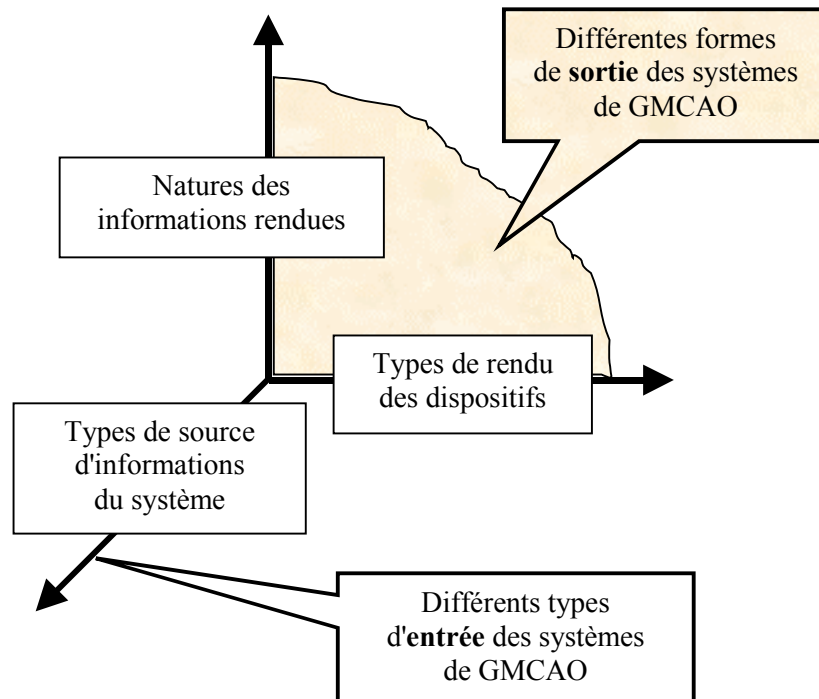 Différentes formes
de sortie des systèmes
de GMCAO
Natures des
informations rendues
Types de rendu
des dispositifs
Types de source
d'informations
du système
Différents types
d'entrée des systèmes
de GMCAO